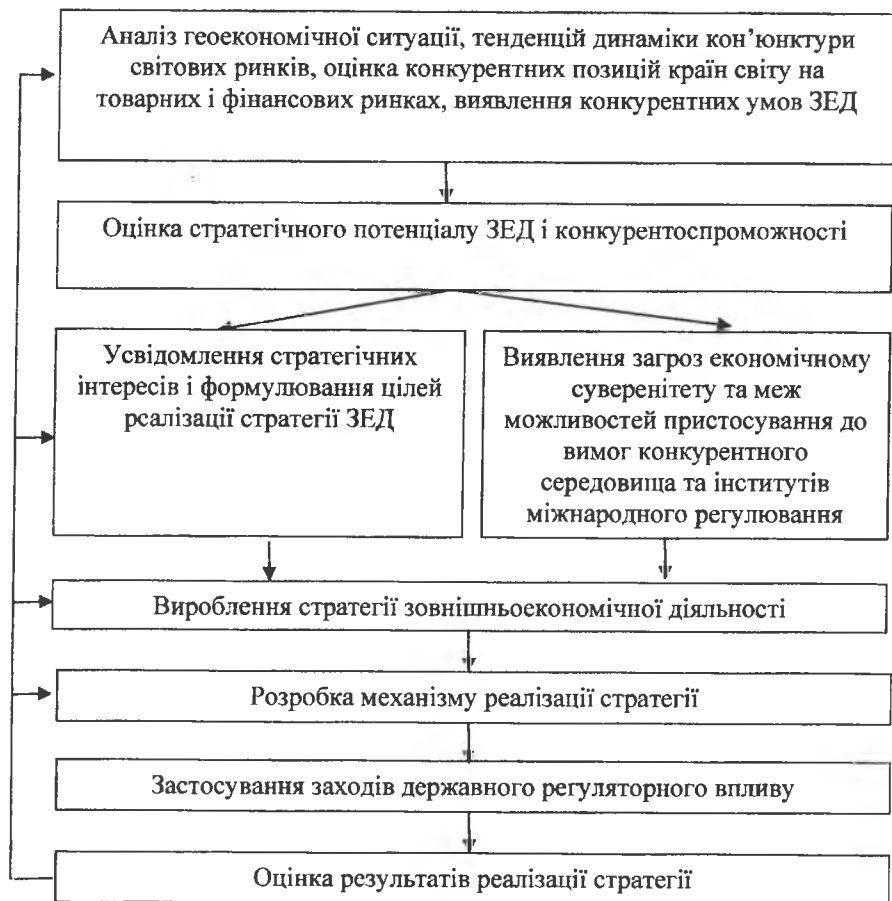 Аналіз геоекономічної ситуації, тенденцій динаміки кон’юнктури
світових ринків, оцінка конкурентних позицій країн світу на
товарних і фінансових ринках, виявлення конкурентних умов ЗЕД
Оцінка стратегічного потенціалу ЗЕД і конкурентоспроможності
Усвідомлення стратегічних
інтересів і формулювання цілей
реалізації стратегії ЗЕД
Виявлення загроз економічному
суверенітету та меж
можливостей пристосування до
вимог конкурентного
середовища та інститутів
міжнародного регулювання
Вироблення стратегії зовнішньоекономічної діяльності
Розробка механізму реалізації стратегії
Застосування заходів державного регуляторного впливу
Оцінка результатів реалізації стратегії